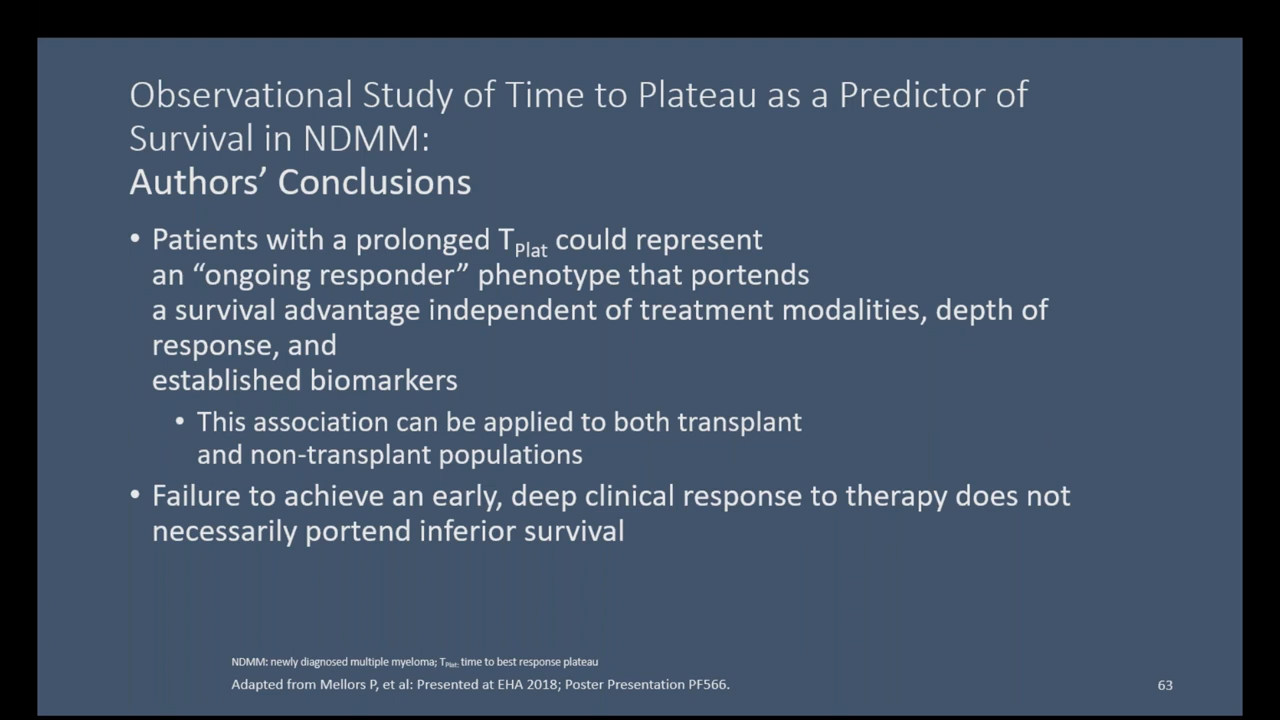 Observational Study of Time to Plateau as a Predictor of
Survival in NDMM:
Authors’ Conclusions
• Patients with a prolonged TPlat could represent
an “ongoing responder” phenotype that portends
a survival advantage independent of treatment modalities, depth of
response, and
established biomarkers
• This association can be applied to both transplant
and non-transplant populations
• Failure to achieve an early, deep clinical response to therapy does not
necessarily portend inferior survival
NDMM: newly diagnosed multiple myeloma; TPlat: time to best response plateau
Adapted from Mellors P, et al: Presented at EHA 2018; Poster Presentation PF566.
63